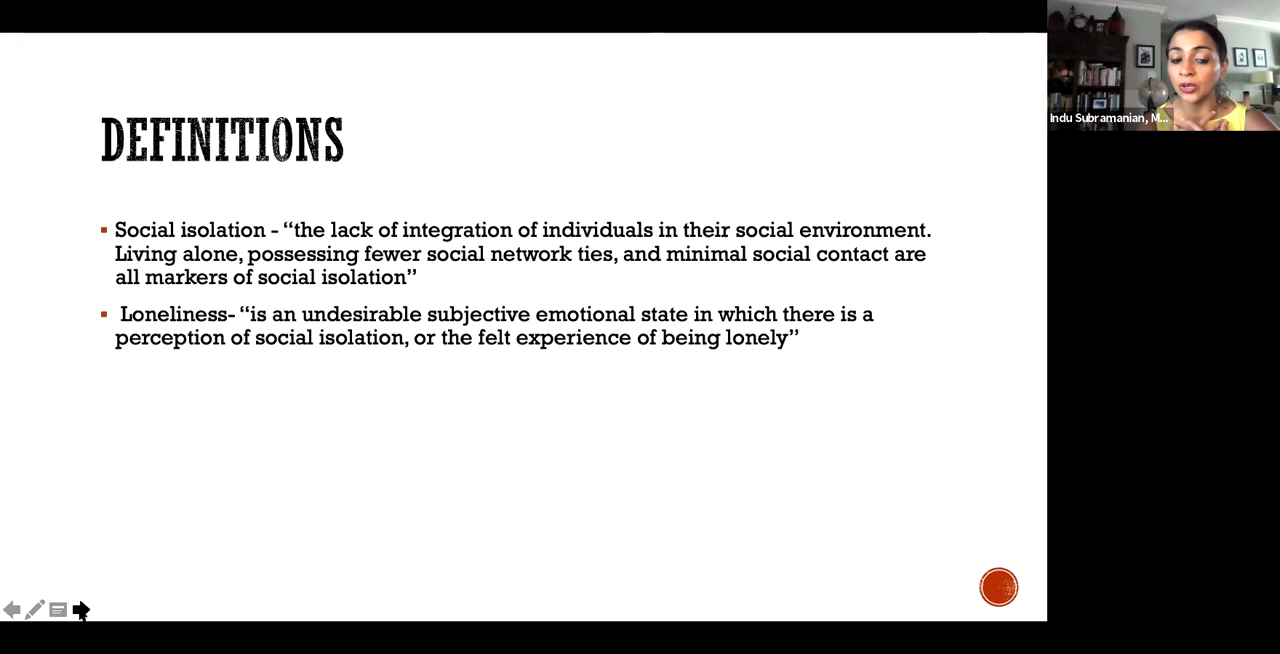 DEFINITIONS
Social isolation - “the lack of integration of individuals in their social environment.
Living alone, possessing fewer social network ties, and minimal social contact are
all markers of social isolation”
Loneliness- “is an undesirable subjective emotional state in which there is a
perception of social isolation, or the felt experience of being lonely”
Indu Subramanian, M...